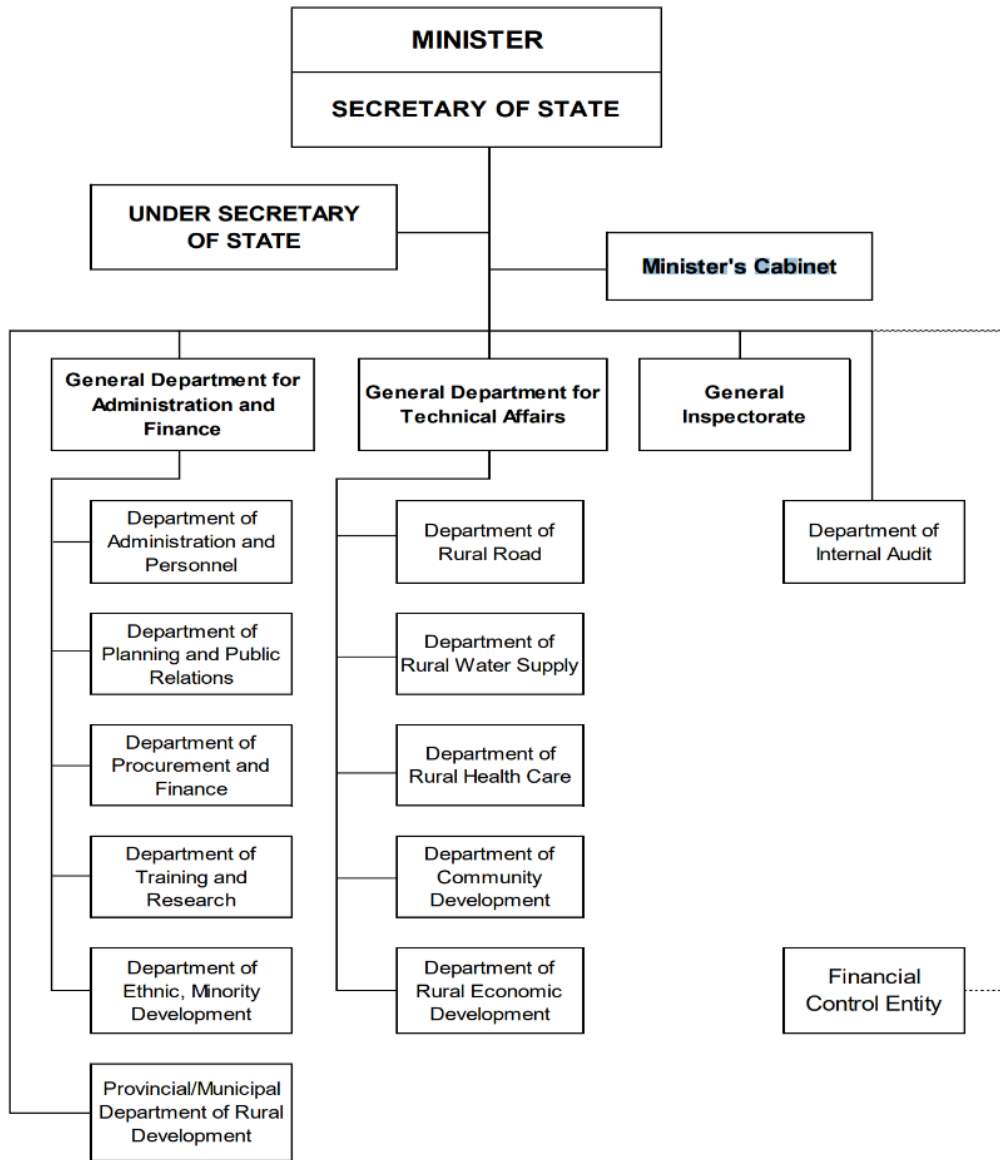 MINISTER
SECRETARY OF STATE
UNDER SECRETARY
OF STATE
Minister's Cabinet
General Department for
Administration and
Finance
General Department for
Technical Affairs
General
Inspectorate
Department of
Administration and
Personnel
Department of
Rural Road
Department of
Internal Audit
Department of
Planning and Public
Relations
Department of
Rural Water Supply
Department of
Procurement and
Finance
Department of
Rural Health Care
Department of
Training and
Research
Department of
Community
Development
Department of
Ethnic, Minority
Development
Department of
Rural Economic
Development
Financial
Control Entity
Provincial/Municipal
Department of Rural
Development